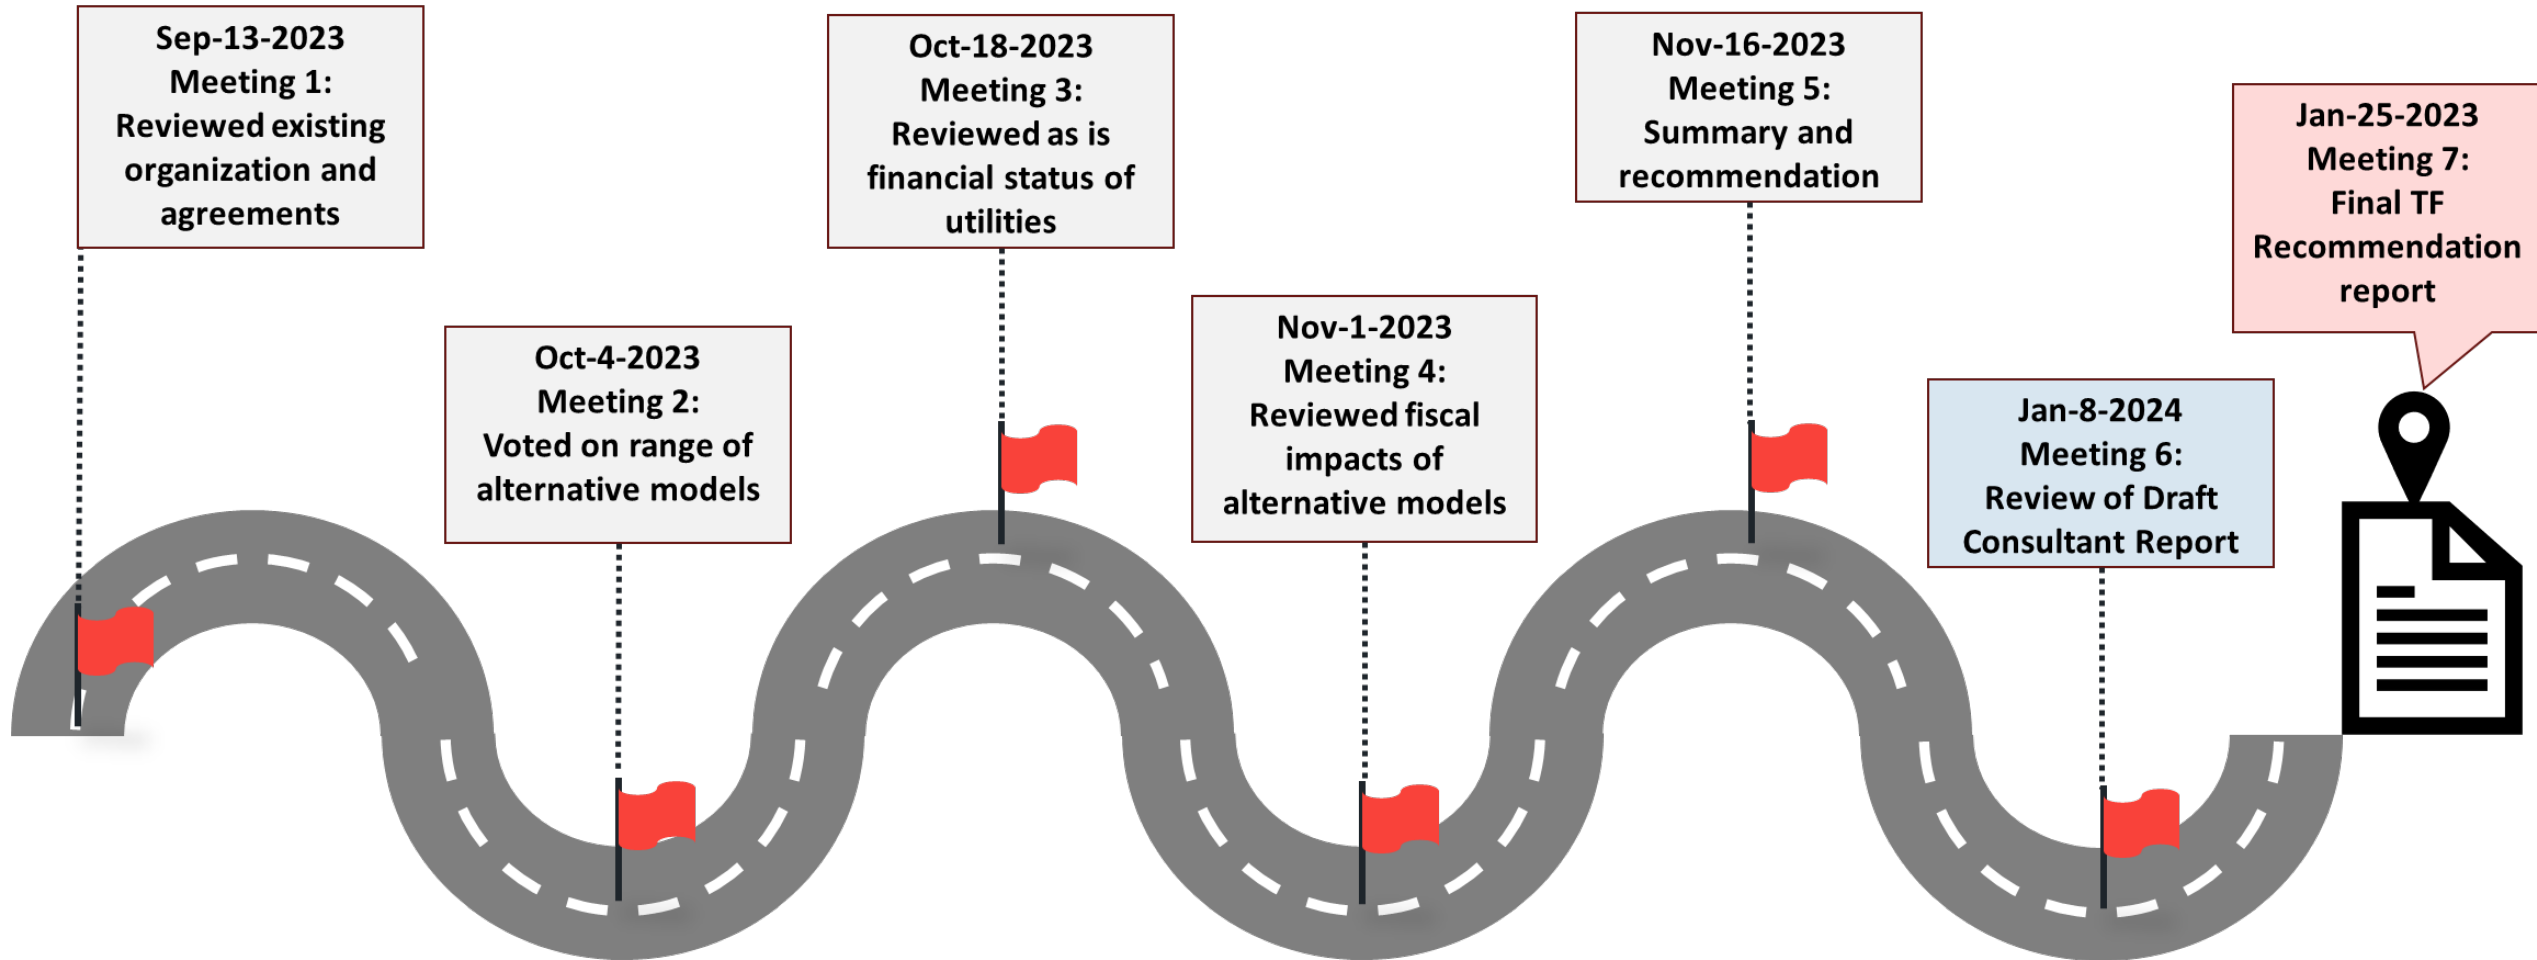 Sep-13-2023
Meeting 1:
Reviewed existing
organization and
agreements
Oct-4-2023
Meeting 2:
Voted on range of
alternative models
Oct-18-2023
Meeting 3:
Reviewed as is
financial status of
utilities
Nov-1-2023
Meeting 4:
Reviewed fiscal
impacts of
alternative models
Nov-16-2023
Meeting 5:
Summary and
recommendation
Jan-8-2024
Meeting 6:
Review of Draft
Consultant Report
Jan-25-2023
Meeting 7:
Final TF
Recommendation
report